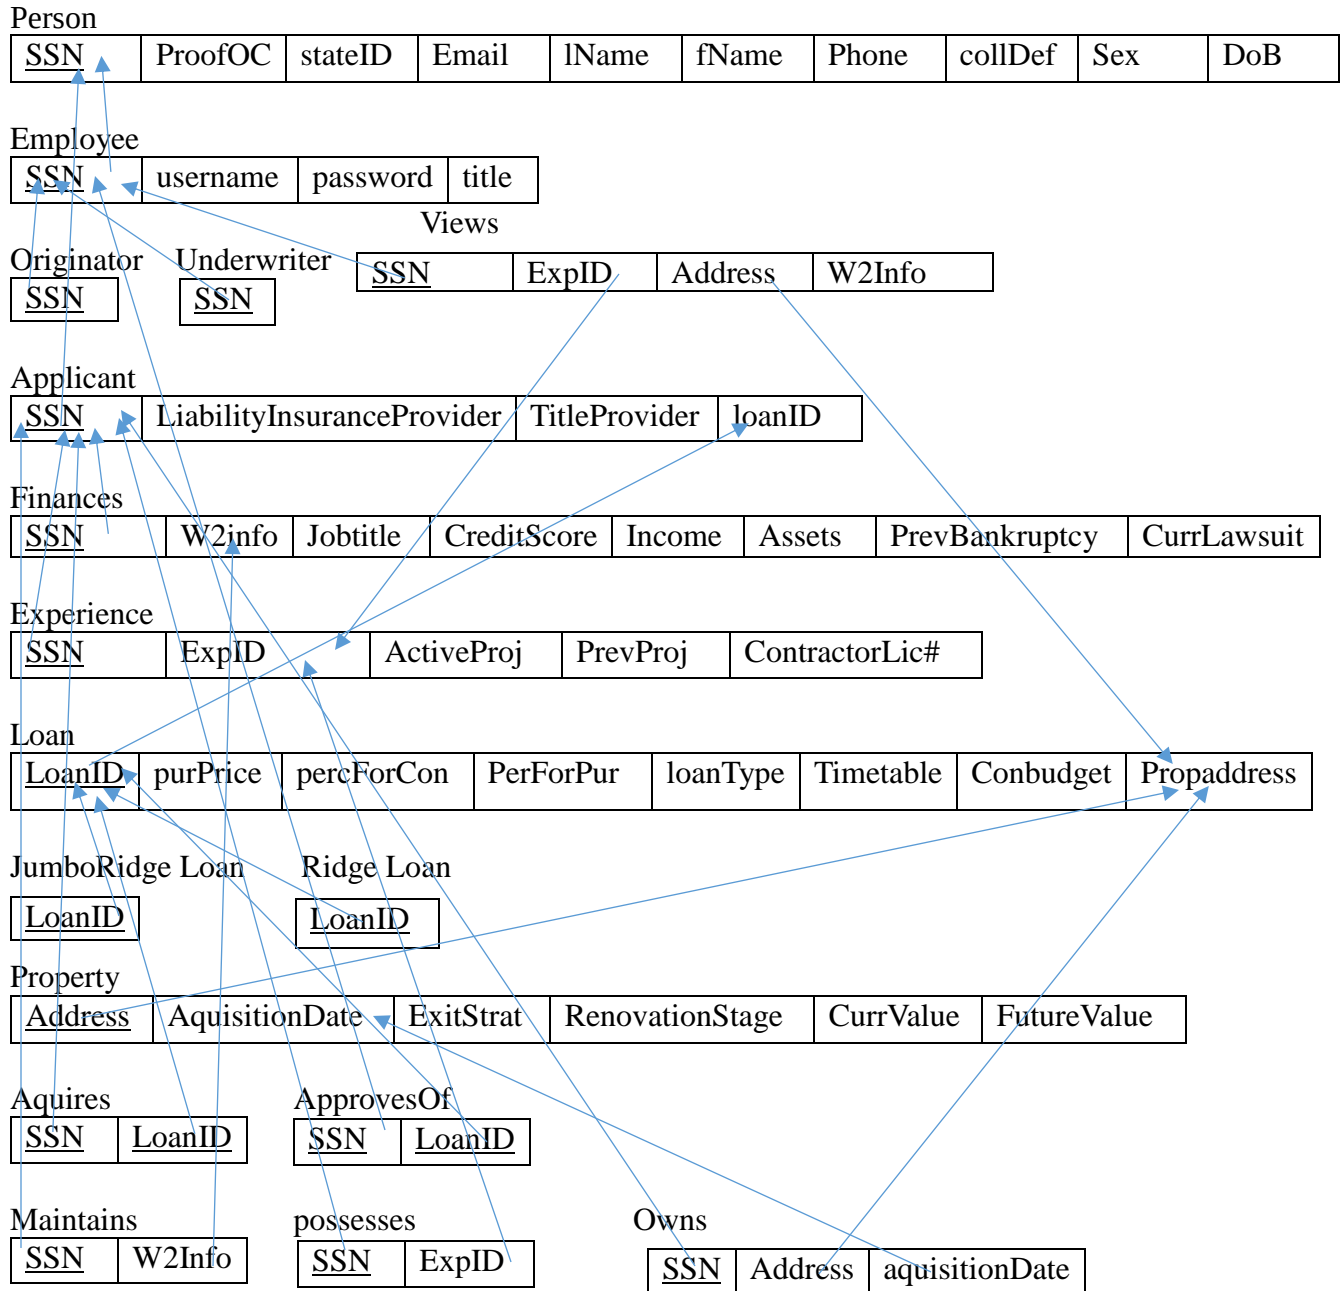 Person
SSN ProofOC stateID Email lName fName Phone collDef Sex DoB
Employee
SSN username password title
Views
Originator Underwriter
SSN ExpID Address W2Info
SSN SSN
Applicant
SSN LiabilityInsuranceProvider TitleProvider loanID
Finances
SSN W2info Jobtitle CreditScore Income Assets PrevBankruptcy CurrLawsuit
Experience
SSN ExpID ActiveProj PrevProj ContractorLic#
Loan
LoanID purPrice percForCon PerForPur loanType Timetable Conbudget Propaddress
JumboRidge Loan Ridge Loan
LoanID LoanID
Property
Address AquisitionDate ExitStrat RenovationStage CurrValue FutureValue
Aquires ApprovesOf
SSN LoanID SSN LoanID
Maintains possesses Owns
SSN W2Info SSN ExpID SSN Address aquisitionDate